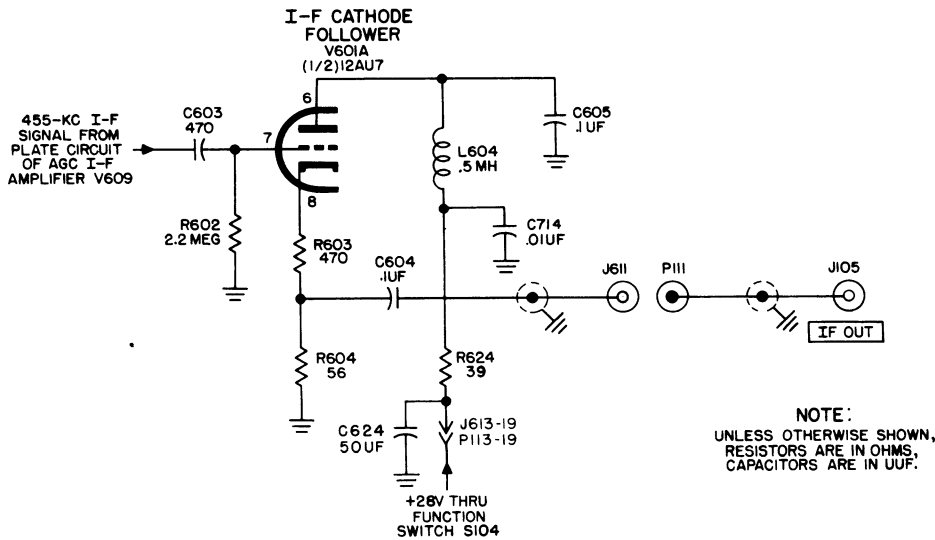 I-F CATHODE
FOLLOWER
V601A
(1/2)12AU7
6
7
8
455-KC I-F
SIGNAL FROM
PLATE CIRCUIT
OF AGC I-F
AMPLIFIER V609
C603
470
R602
2.2 MEG
R603
470
R604
56
C604
.1UF
L604
.5 MH
C605
.1UF
C714
.01UF
J611
P111
J105
IF OUT
R624
39
C624
50UF
J613-19
P113-19
+28V THRU
FUNCTION
SWITCH S104
NOTE:
UNLESS OTHERWISE SHOWN,
RESISTORS ARE IN OHMS,
CAPACITORS ARE IN UUF.